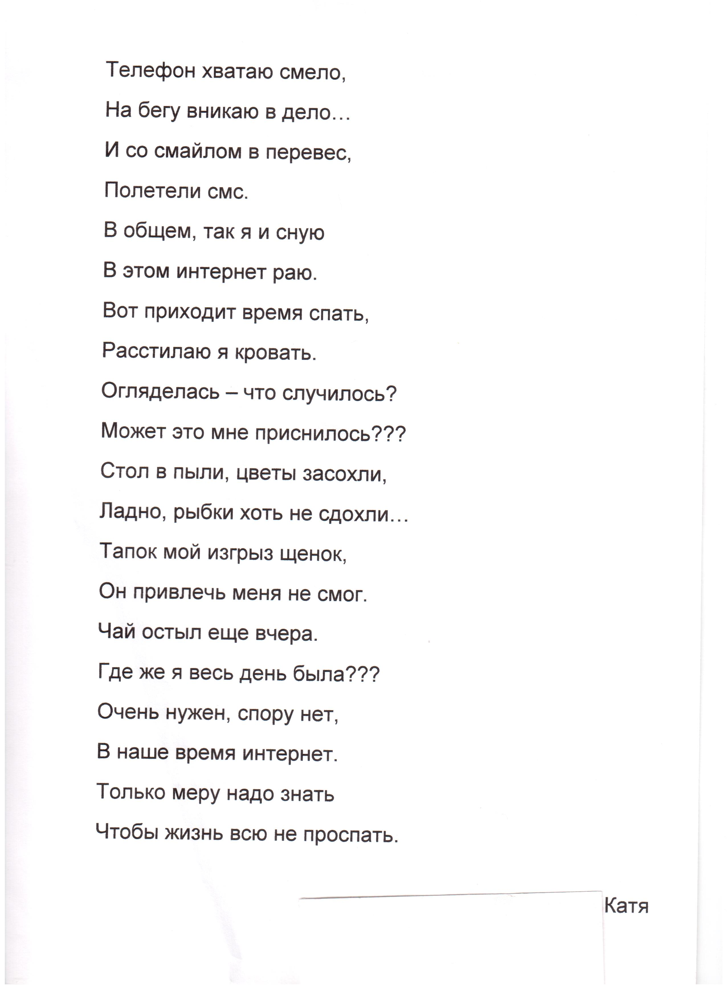 Телефон хватаю смело,
На бегу вникаю в дело...
И со смайлом в перевес,
Полетели смс.
В общем, так я и сную
В этом интернет раю.
Вот приходит время спать,
Расстилаю я кровать.
Огляделась – что случилось?
Может это мне приснилось???
Стол в пыли, цветы засохли,
Ладно, рыбки хоть не сдохли...
Тапок мой изгрыз щенок,
Он привлечь меня не смог.
Чай остыл еще вчера.
Где же я весь день была???
Очень нужен, спору нет,
В наше время интернет.
Только меру надо знать
Чтобы жизнь всю не проспать.
Катя